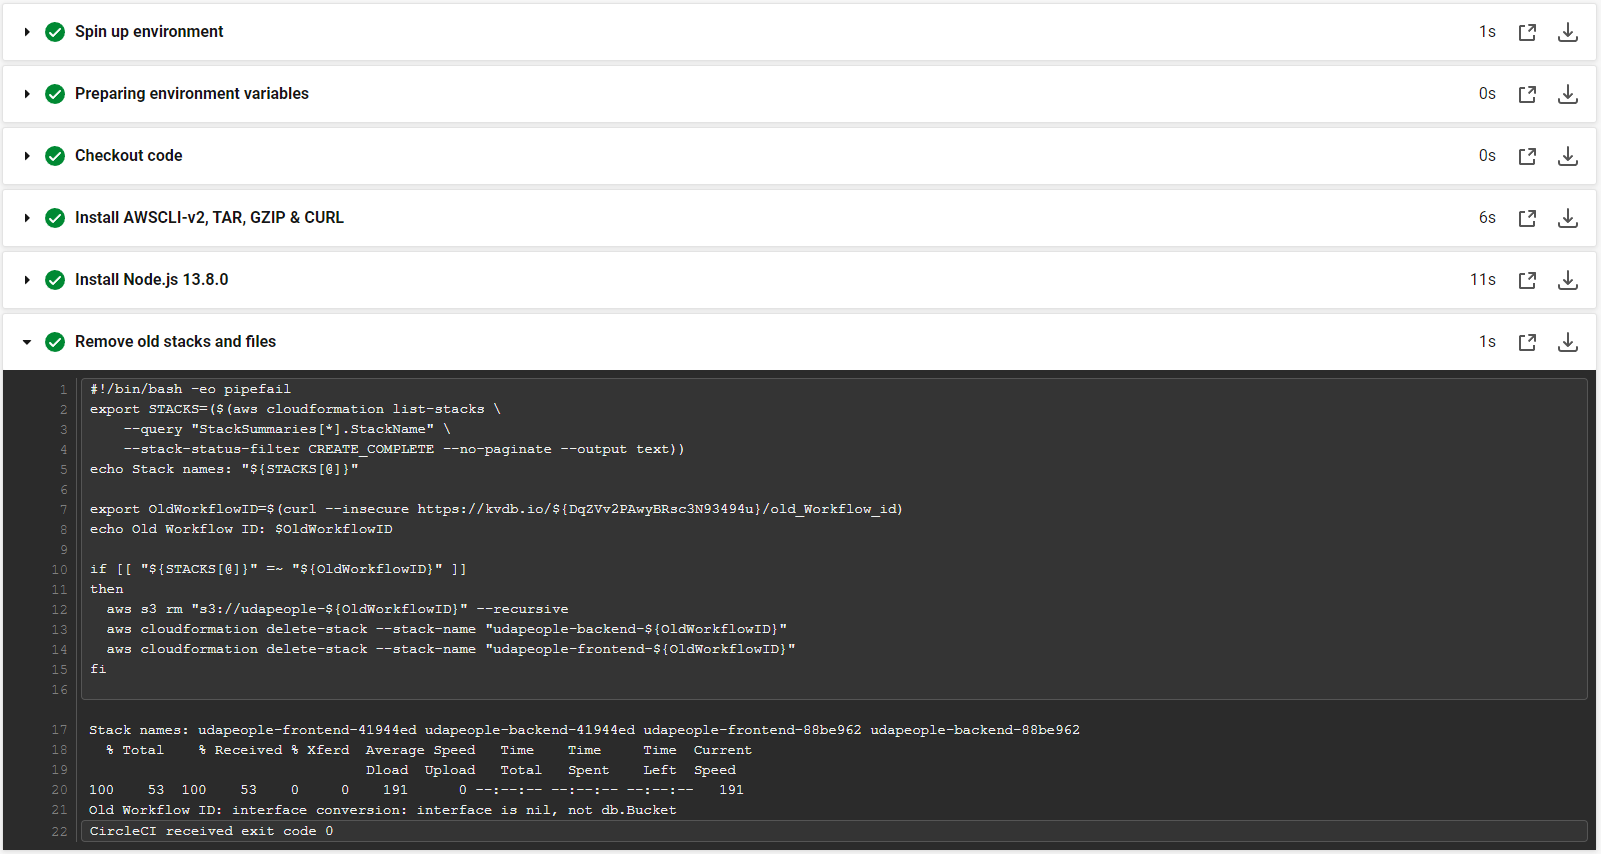 Spin up environment 1s
Preparing environment variables 0s
Checkout code 0s
Install AWSCLI-v2, TAR, GZIP & CURL 6s
Install Node.js 13.8.0 11s
Remove old stacks and files 1s
1 #!/bin/bash -eo pipefail
2 export STACKS=($(aws cloudformation list-stacks \
3     --query "StackSummaries[*].StackName" \
4     --stack-status-filter CREATE_COMPLETE --no-paginate --output text))
5 echo Stack names: "${STACKS[@]}"
6
7 export OldWorkflowID=$(curl --insecure https://kvdb.io/${DqZVv2PAwyBRsc3N93494u}/old_Workflow_id)
8 echo Old Workflow ID: $OldWorkflowID
9
10 if [[ "${STACKS[@]}" =~ "${OldWorkflowID}" ]]
11 then
12   aws s3 rm "s3://udapeople-${OldWorkflowID}" --recursive
13   aws cloudformation delete-stack --stack-name "udapeople-backend-${OldWorkflowID}"
14   aws cloudformation delete-stack --stack-name "udapeople-frontend-${OldWorkflowID}"
15 fi
16
17 Stack names: udapeople-frontend-41944ed udapeople-backend-41944ed udapeople-frontend-88be962 udapeople-backend-88be962
18   % Total    % Received % Xferd  Average Speed   Time    Time     Time  Current
19                                  Dload  Upload   Total   Spent    Left  Speed
20 100    53  100    53    0     0    191      0 --:--:-- --:--:-- --:--:--   191
21 Old Workflow ID: interface conversion: interface is nil, not db.Bucket
22 CircleCI received exit code 0